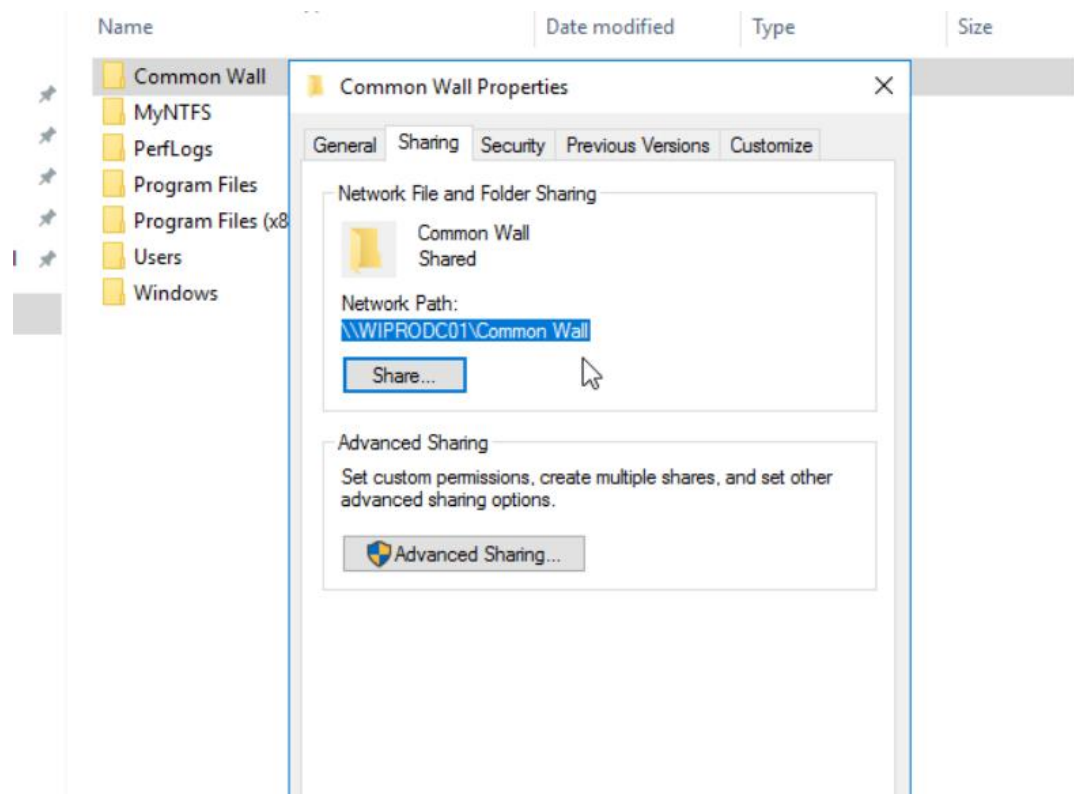 Name Date modified Type Size
Common Wall
MyNTFS
PerfLogs
Program Files
Program Files (x8
Users
Windows
Common Wall Properties
General Sharing Security Previous Versions Customize
Network File and Folder Sharing
Common Wall
Shared
Network Path:
\\WIPRODC01\Common Wall
Share...
Advanced Sharing
Set custom permissions, create multiple shares, and set other
advanced sharing options.
Advanced Sharing...